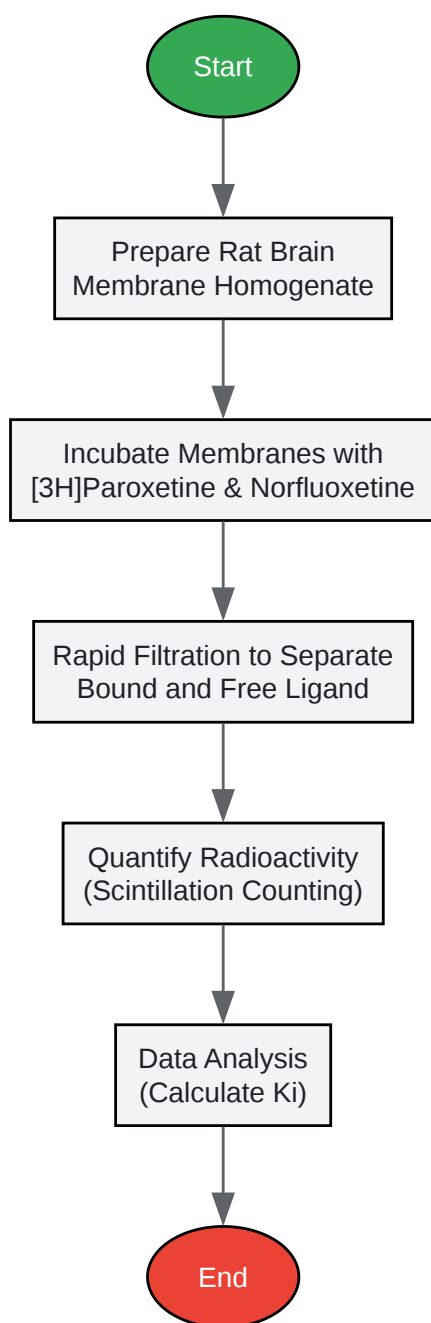 Start
Prepare Rat Brain
Membrane Homogenate
Incubate Membranes with
[3H]Paroxetine & Norfluoxetine
Rapid Filtration to Separate
Bound and Free Ligand
Quantify Radioactivity
(Scintillation Counting)
Data Analysis
(Calculate Ki)
End